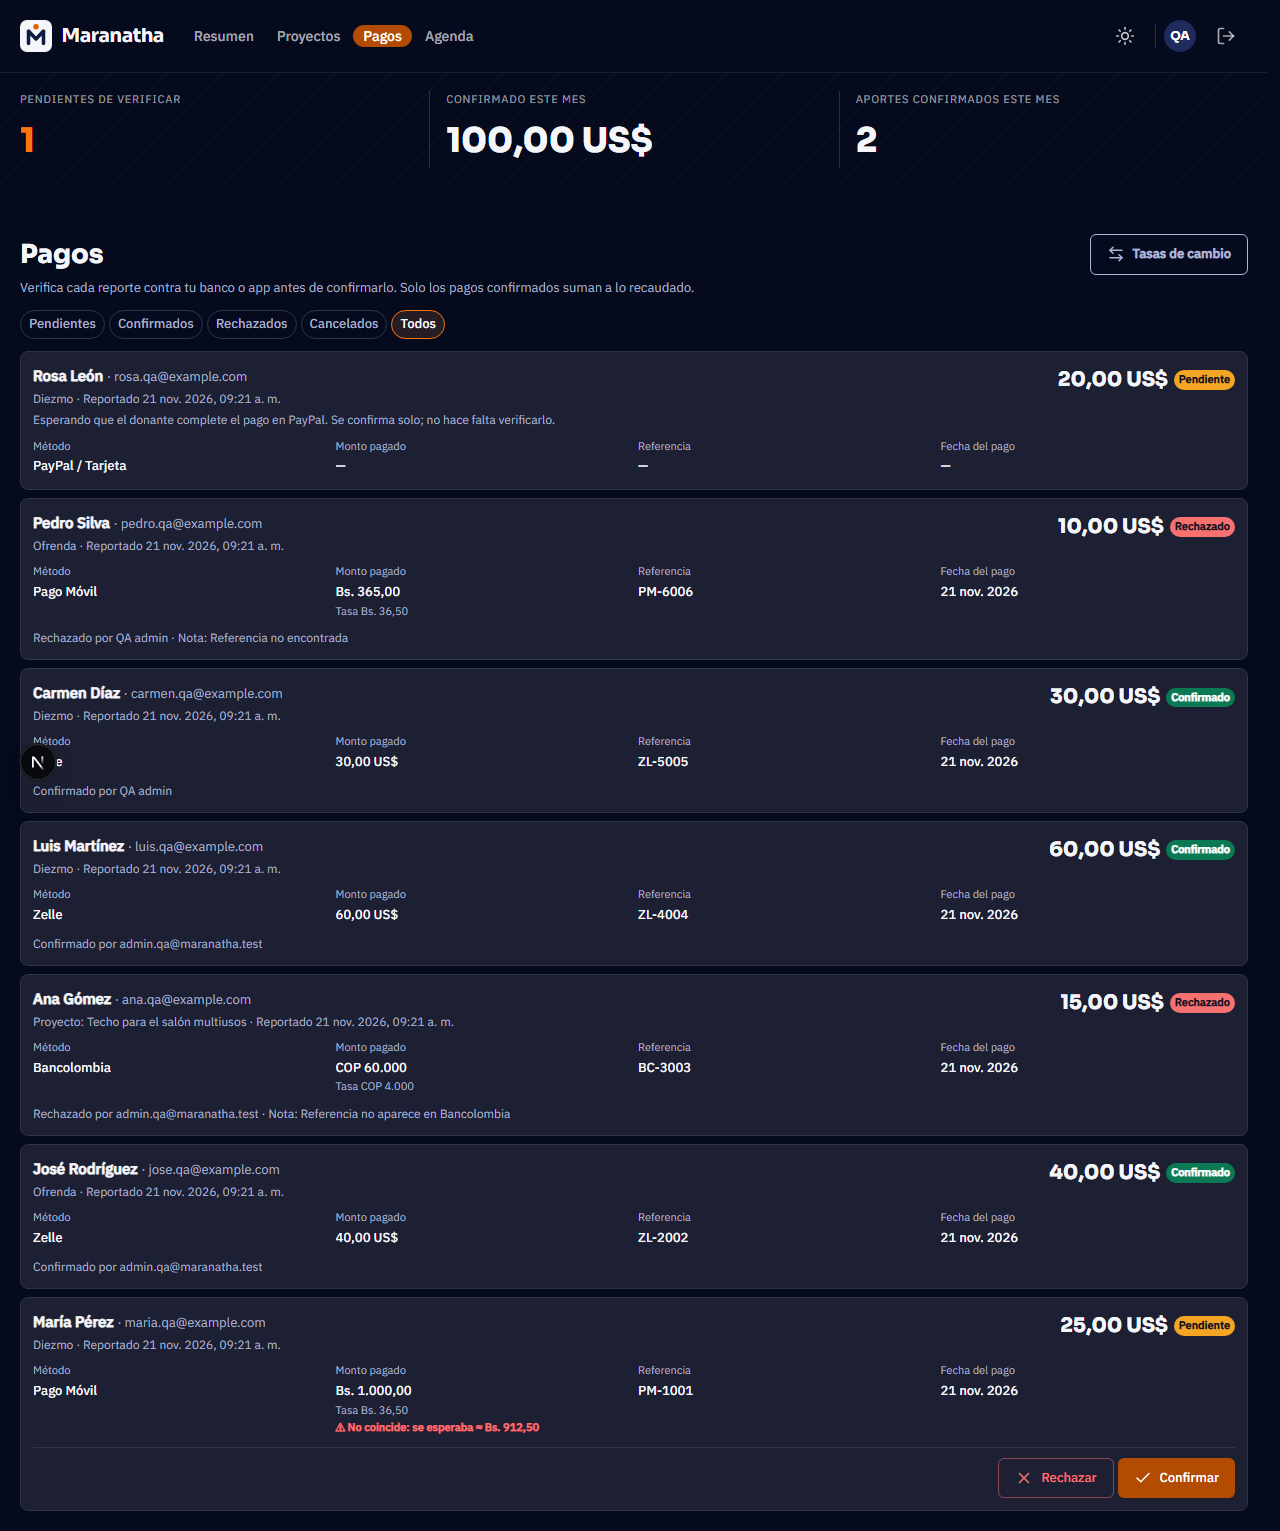 Maranatha
Resumen
Proyectos
Pagos
Agenda
QA
PENDIENTES DE VERIFICAR
1
CONFIRMADO ESTE MES
100,00 US$
APORTES CONFIRMADOS ESTE MES
2
Pagos
Tasas de cambio
Verifica cada reporte contra tu banco o app antes de confirmarlo. Solo los pagos confirmados suman a lo recaudado.
Pendientes
Confirmados
Rechazados
Cancelados
Todos
Rosa León · rosa.qa@example.com
20,00 US$ Pendiente
Diezmo · Reportado 21 nov. 2026, 09:21 a. m.
Esperando que el donante complete el pago en PayPal. Se confirma solo; no hace falta verificarlo.
Método
Monto pagado
Referencia
Fecha del pago
PayPal / Tarjeta
—
—
—
Pedro Silva · pedro.qa@example.com
10,00 US$ Rechazado
Ofrenda · Reportado 21 nov. 2026, 09:21 a. m.
Método
Monto pagado
Referencia
Fecha del pago
Pago Móvil
Bs. 365,00
PM-6006
21 nov. 2026
Tasa Bs. 36,50
Rechazado por QA admin · Nota: Referencia no encontrada
Carmen Díaz · carmen.qa@example.com
30,00 US$ Confirmado
Diezmo · Reportado 21 nov. 2026, 09:21 a. m.
Método
Monto pagado
Referencia
Fecha del pago
30,00 US$
ZL-5005
21 nov. 2026
Confirmado por QA admin
Luis Martínez · luis.qa@example.com
60,00 US$ Confirmado
Diezmo · Reportado 21 nov. 2026, 09:21 a. m.
Método
Monto pagado
Referencia
Fecha del pago
Zelle
60,00 US$
ZL-4004
21 nov. 2026
Confirmado por admin.qa@maranatha.test
Ana Gómez · ana.qa@example.com
15,00 US$ Rechazado
Proyecto: Techo para el salón multiusos · Reportado 21 nov. 2026, 09:21 a. m.
Método
Monto pagado
Referencia
Fecha del pago
Bancolombia
COP 60.000
BC-3003
21 nov. 2026
Tasa COP 4.000
Rechazado por admin.qa@maranatha.test · Nota: Referencia no aparece en Bancolombia
José Rodríguez · jose.qa@example.com
40,00 US$ Confirmado
Ofrenda · Reportado 21 nov. 2026, 09:21 a. m.
Método
Monto pagado
Referencia
Fecha del pago
Zelle
40,00 US$
ZL-2002
21 nov. 2026
Confirmado por admin.qa@maranatha.test
María Pérez · maria.qa@example.com
25,00 US$ Pendiente
Diezmo · Reportado 21 nov. 2026, 09:21 a. m.
Método
Monto pagado
Referencia
Fecha del pago
Pago Móvil
Bs. 1.000,00
PM-1001
21 nov. 2026
Tasa Bs. 36,50
⚠ No coincide: se esperaba ≈ Bs. 912,50
Rechazar
Confirmar